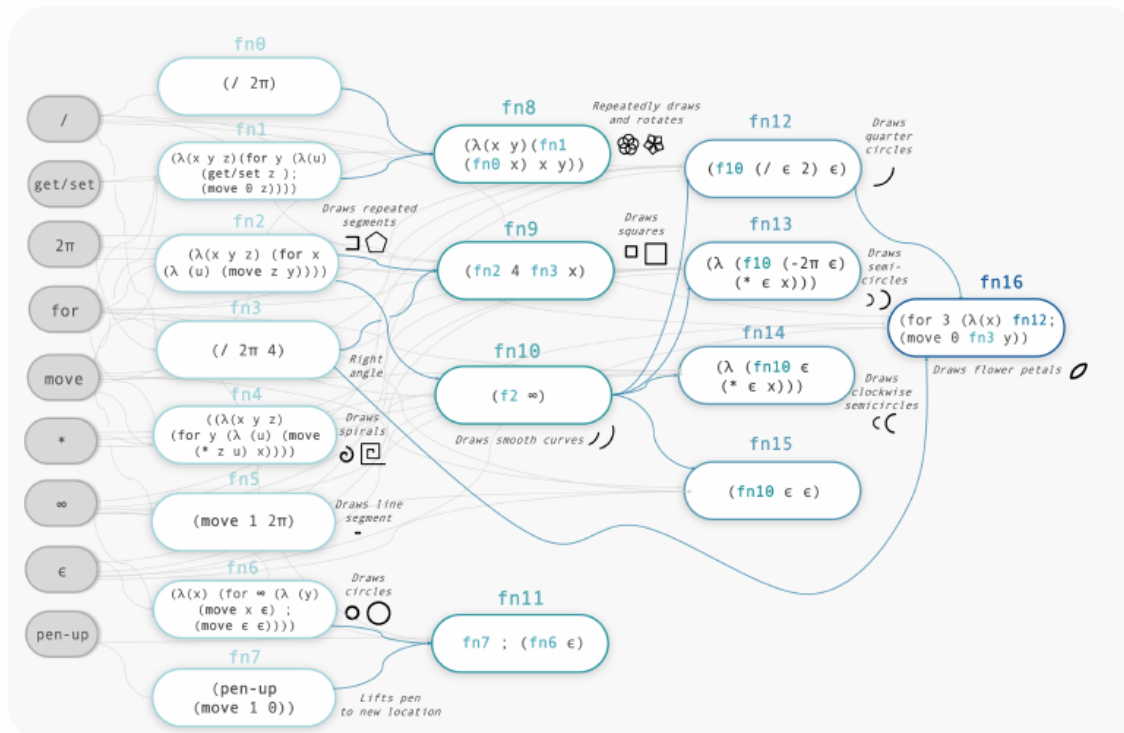 /
get/set
2π
for
move
*
∞
ϵ
pen-up
fn0
(/ 2π)
fn1
(λ(x y z)(for y (λ(u)
(get/set z );
(move 0 z))))
fn2
(λ(x y z) (for x
(λ (u) (move z y))))
Draws repeated
segments
fn3
(/ 2π 4)
Right
angle
fn4
((λ(x y z)
(for y (λ (u) (move
(* z u) x))))
Draws
spirals
fn5
(move 1 2π)
Draws line
segment
fn6
(λ(x) (for ∞ (λ (y)
(move x ϵ) ;
(move ϵ ϵ))))
Draws
circles
fn7
(pen-up
(move 1 0))
Lifts pen
to new location
fn8
(λ(x y)(fn1
(fn0 x) x y))
Repeatedly draws
and rotates
fn9
(fn2 4 fn3 x)
Draws
squares
fn10
(f2 ∞)
Draws smooth curves
fn11
fn7 ; (fn6 ϵ)
fn12
(f10 (/ ϵ 2) ϵ)
Draws
quarter
circles
fn13
(λ (f10 (-2π ϵ)
(* ϵ x)))
Draws
semi-
circles
fn14
(λ (fn10 ϵ
(* ϵ x)))
Draws
clockwise
semicircles
fn15
(fn10 ϵ ϵ)
fn16
(for 3 (λ(x) fn12;
(move 0 fn3 y))
Draws flower petals